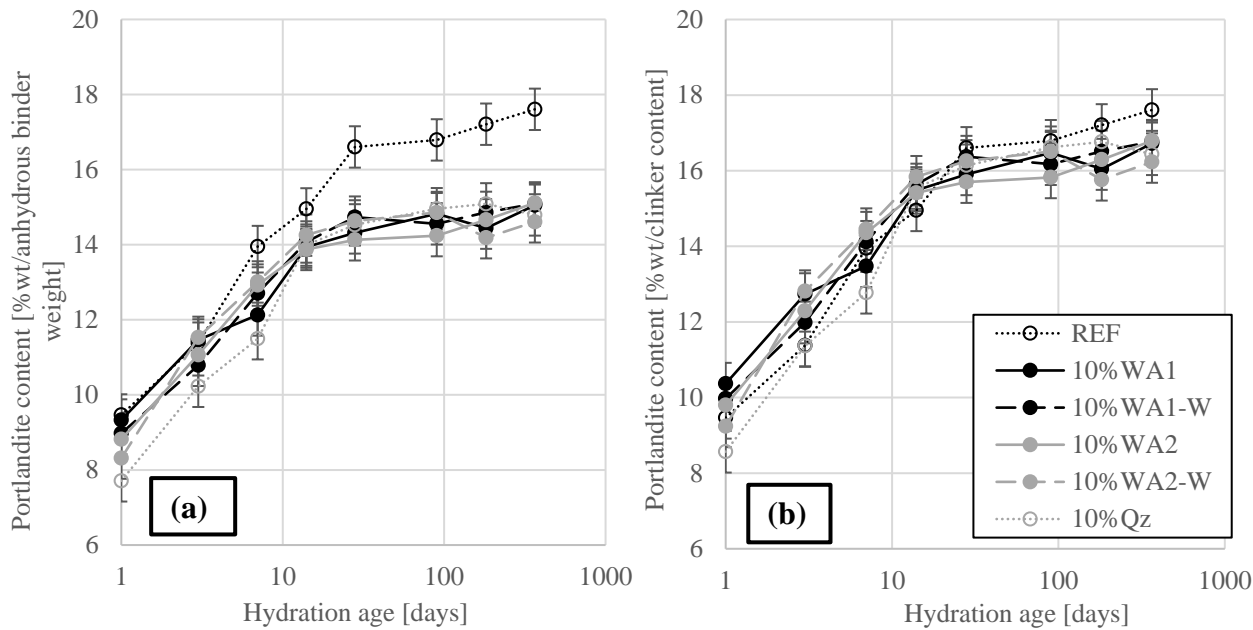 Portlandite content [%wt/anhydrous binder
weight]
20
18
16
14
12
10
8
6
(a)
1
10
100
1000
Hydration age [days]
Portlandite content [%wt/clinker content]
20
18
16
14
12
10
8
6
(b)
REF
10%WA1
10%WA1-W
10%WA2
10%WA2-W
10%Qz
1
10
100
1000
Hydration age [days]